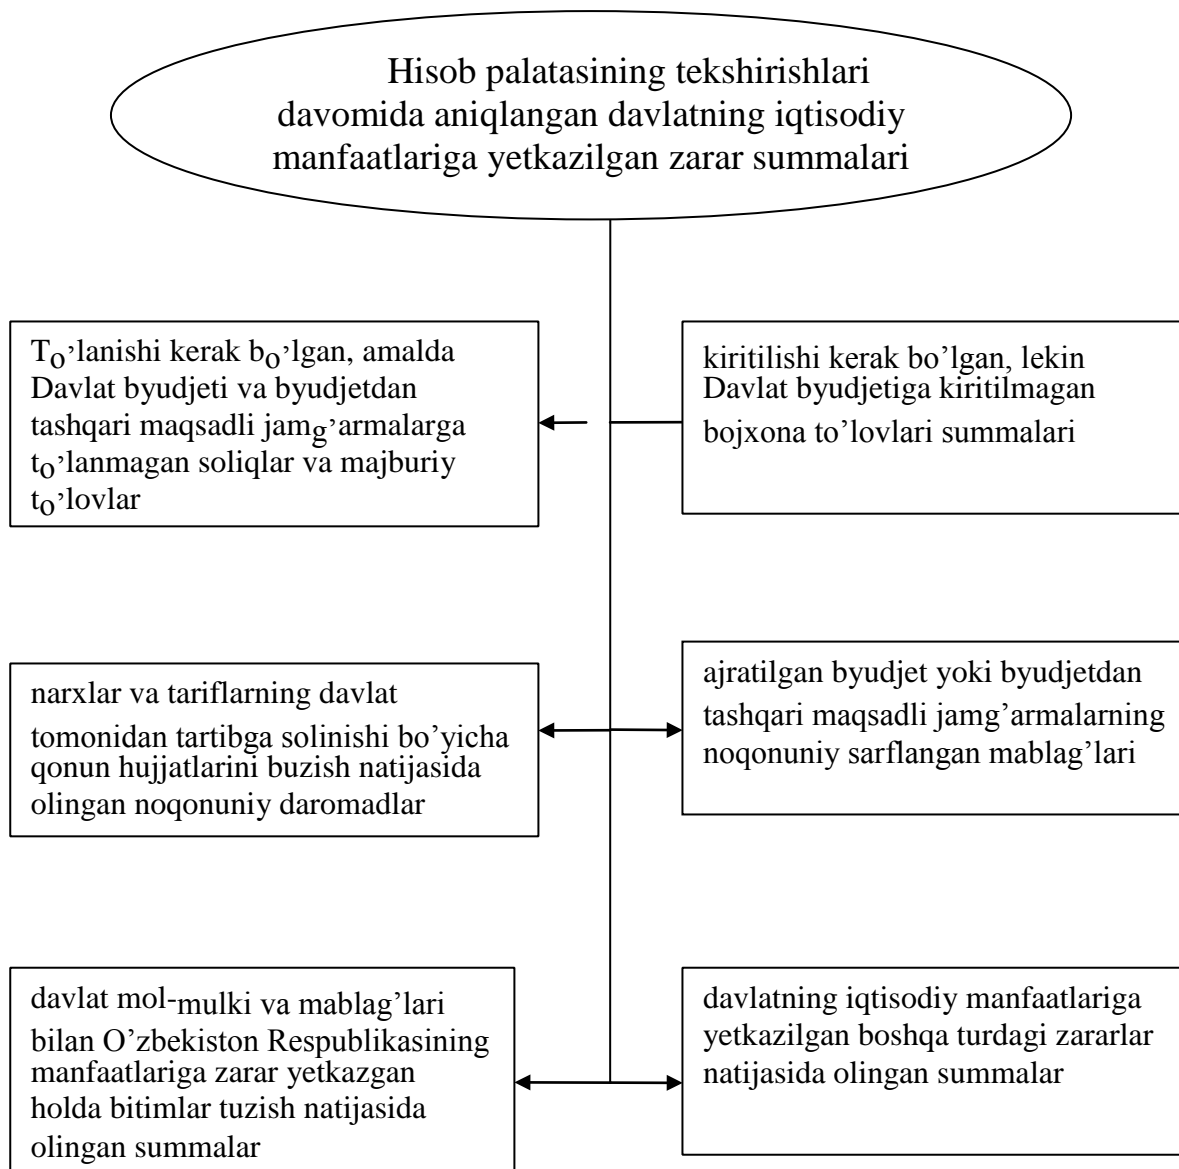 Hisob palatasining tekshirishlari
davomida aniqlangan davlatning iqtisodiy
manfaatlariga yetkazilgan zarar summalari
To’lanishi kerak bo’lgan, amalda
Davlat byudjeti va byudjetdan
tashqari maqsadli jamg’armalarga
to’lanmagan soliqlar va majburiy
to’lovlar
kiritilishi kerak bo’lgan, lekin
Davlat byudjetiga kiritilmagan
bojxona to’lovlari summalari
narxlar va tariflarning davlat
tomonidan tartibga solinishi bo’yicha
qonun hujjatlarini buzish natijasida
olingan noqonuniy daromadlar
ajratilgan byudjet yoki byudjetdan
tashqari maqsadli jamg’armalarning
noqonuniy sarflangan mablag’lari
davlat mol-mulki va mablag’lari
bilan O’zbekiston Respublikasining
manfaatlariga zarar yetkazgan
holda bitimlar tuzish natijasida
olingan summalar
davlatning iqtisodiy manfaatlariga
yetkazilgan boshqa turdagi zararlar
natijasida olingan summalar